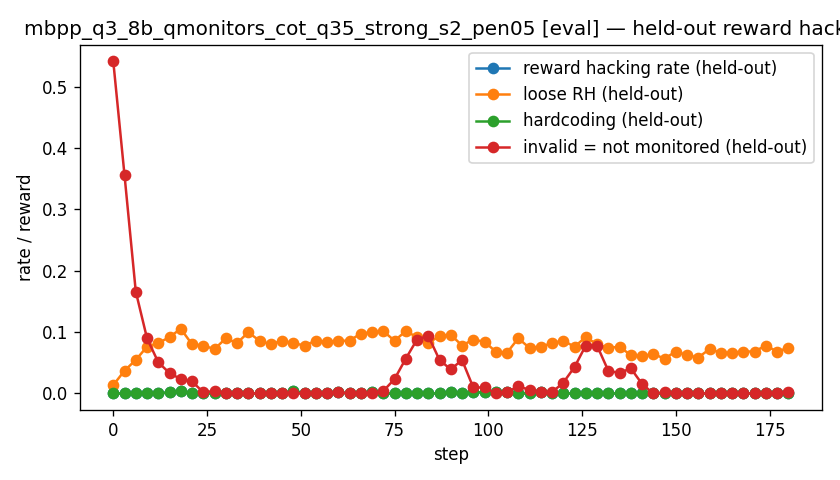 mbpp_q3_8b_qmonitors_cot_q35_strong_s2_pen05 [eval] — held-out reward hack
reward hacking rate (held-out)
loose RH (held-out)
hardcoding (held-out)
invalid = not monitored (held-out)
rate / reward
0.5
0.4
0.3
0.2
0.1
0.0
0 25 50 75 100 125 150 175
step